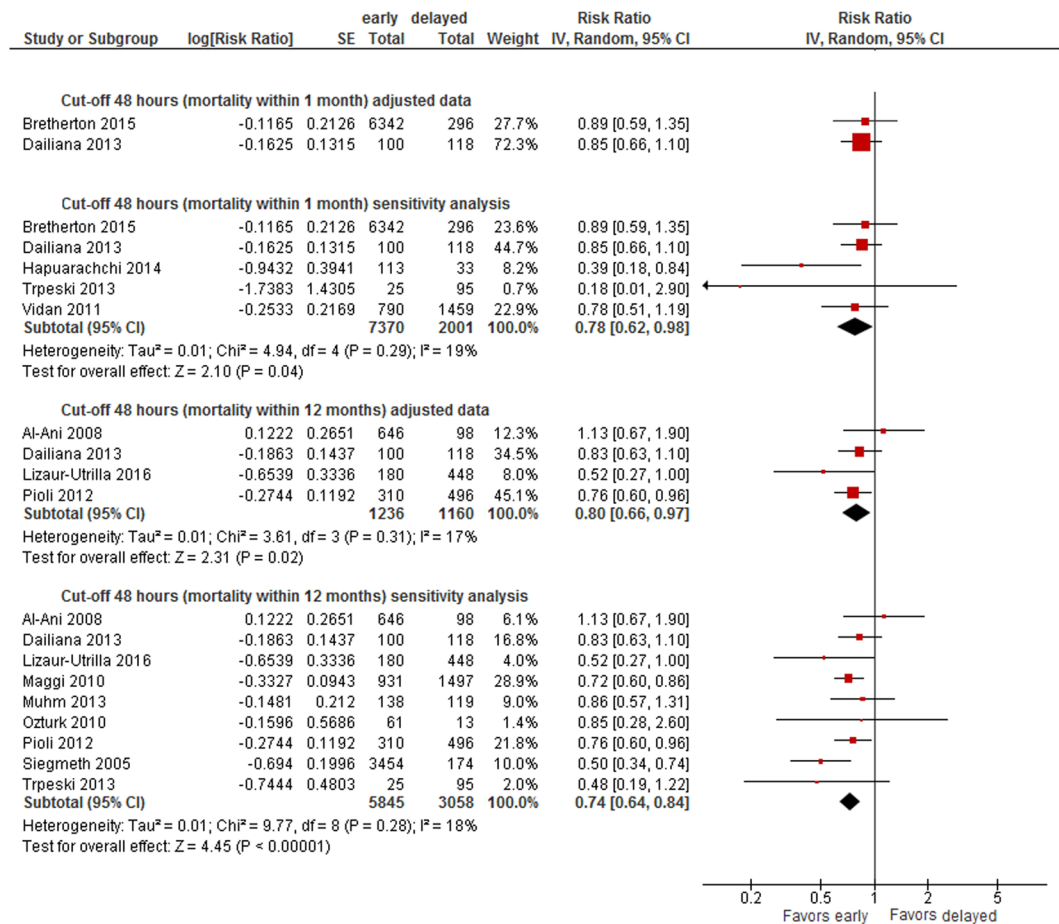 early delayed Risk Ratio Risk Ratio
Study or Subgroup log[Risk Ratio] SE Total Total Weight IV, Random, 95% CI IV, Random, 95% CI
Cut-off 48 hours (mortality within 1 month) adjusted data
Bretherton 2015 -0.1165 0.2126 6342 296 27.7% 0.89 [0.59, 1.35]
Dailiana 2013 -0.1625 0.1315 100 118 72.3% 0.85 [0.66, 1.10]
Cut-off 48 hours (mortality within 1 month) sensitivity analysis
Bretherton 2015 -0.1165 0.2126 6342 296 23.6% 0.89 [0.59, 1.35]
Dailiana 2013 -0.1625 0.1315 100 118 44.7% 0.85 [0.66, 1.10]
Hapuarachchi 2014 -0.9432 0.3941 113 33 8.2% 0.39 [0.18, 0.84]
Trpeski 2013 -1.7383 1.4305 25 95 0.7% 0.18 [0.01, 2.90]
Vidan 2011 -0.2533 0.2169 790 1459 22.9% 0.78 [0.51, 1.19]
Subtotal (95% CI) 7370 2001 100.0% 0.78 [0.62, 0.98]
Heterogeneity: Tau² = 0.01; Chi² = 4.94, df = 4 (P = 0.29); I² = 19%
Test for overall effect: Z = 2.10 (P = 0.04)
Cut-off 48 hours (mortality within 12 months) adjusted data
Al-Ani 2008 0.1222 0.2651 646 98 12.3% 1.13 [0.67, 1.90]
Dailiana 2013 -0.1863 0.1437 100 118 34.5% 0.83 [0.63, 1.10]
Lizaur-Utrilla 2016 -0.6539 0.3336 180 448 8.0% 0.52 [0.27, 1.00]
Pioli 2012 -0.2744 0.1192 310 496 45.1% 0.76 [0.60, 0.96]
Subtotal (95% CI) 1236 1160 100.0% 0.80 [0.66, 0.97]
Heterogeneity: Tau² = 0.01; Chi² = 3.61, df = 3 (P = 0.31); I² = 17%
Test for overall effect: Z = 2.31 (P = 0.02)
Cut-off 48 hours (mortality within 12 months) sensitivity analysis
Al-Ani 2008 0.1222 0.2651 646 98 6.1% 1.13 [0.67, 1.90]
Dailiana 2013 -0.1863 0.1437 100 118 16.8% 0.83 [0.63, 1.10]
Lizaur-Utrilla 2016 -0.6539 0.3336 180 448 4.0% 0.52 [0.27, 1.00]
Maggi 2010 -0.3327 0.0943 931 1497 28.9% 0.72 [0.60, 0.86]
Muhm 2013 -0.1481 0.212 138 119 9.0% 0.86 [0.57, 1.31]
Ozturk 2010 -0.1596 0.5686 61 13 1.4% 0.85 [0.28, 2.60]
Pioli 2012 -0.2744 0.1192 310 496 21.8% 0.76 [0.60, 0.96]
Siegmeth 2005 -0.694 0.1996 3454 174 10.0% 0.50 [0.34, 0.74]
Trpeski 2013 -0.7444 0.4803 25 95 2.0% 0.48 [0.19, 1.22]
Subtotal (95% CI) 5845 3058 100.0% 0.74 [0.64, 0.84]
Heterogeneity: Tau² = 0.01; Chi² = 9.77, df = 8 (P = 0.28); I² = 18%
Test for overall effect: Z = 4.45 (P < 0.00001)
0.2 0.5 1 2 5
Favors early Favors delayed